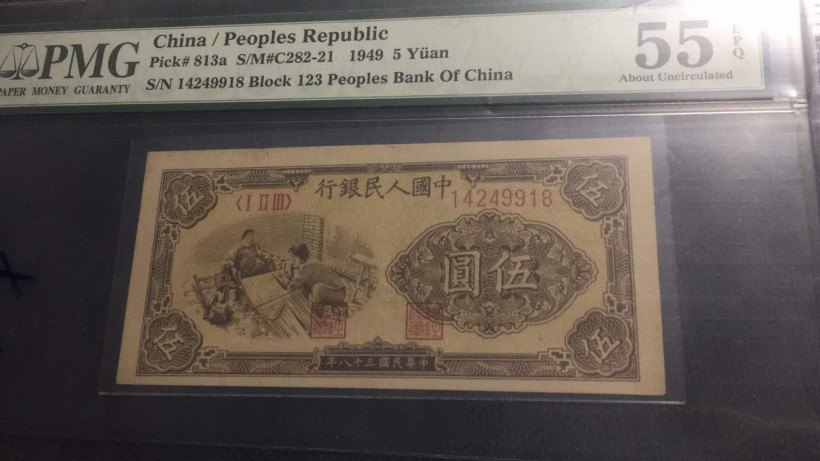 PMG
PAPER MONEY GUARANTY
China / Peoples Republic
Pick# 813a S/M#C282-21 1949 5 Yüan
S/N 14249918 Block 123 Peoples Bank Of China
55
EPQ
About Uncirculated
中國人民銀行
〈I II III〉
14249918
伍
伍
伍圓
伍
伍
中華民國三十八年